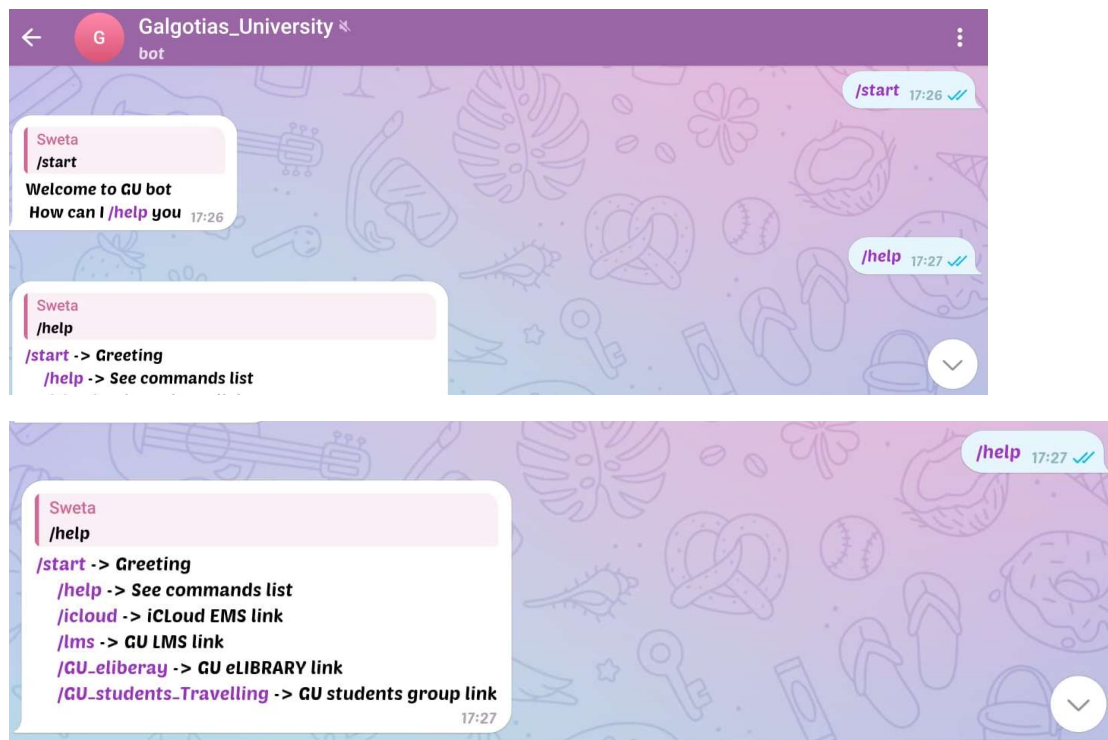 G
Galgotias_University
bot
/start 17:26
Sweta
/start
Welcome to GU bot
How can I /help you 17:26
/help 17:27
Sweta
/help
/start -> Greeting
/help -> See commands list
/help 17:27
Sweta
/help
/start -> Greeting
/help -> See commands list
/icloud -> iCLoud EMS link
/lms -> GU LMS link
/GU_eliberay -> GU eLIBRARY link
/GU_students_Travelling -> GU students group link
17:27